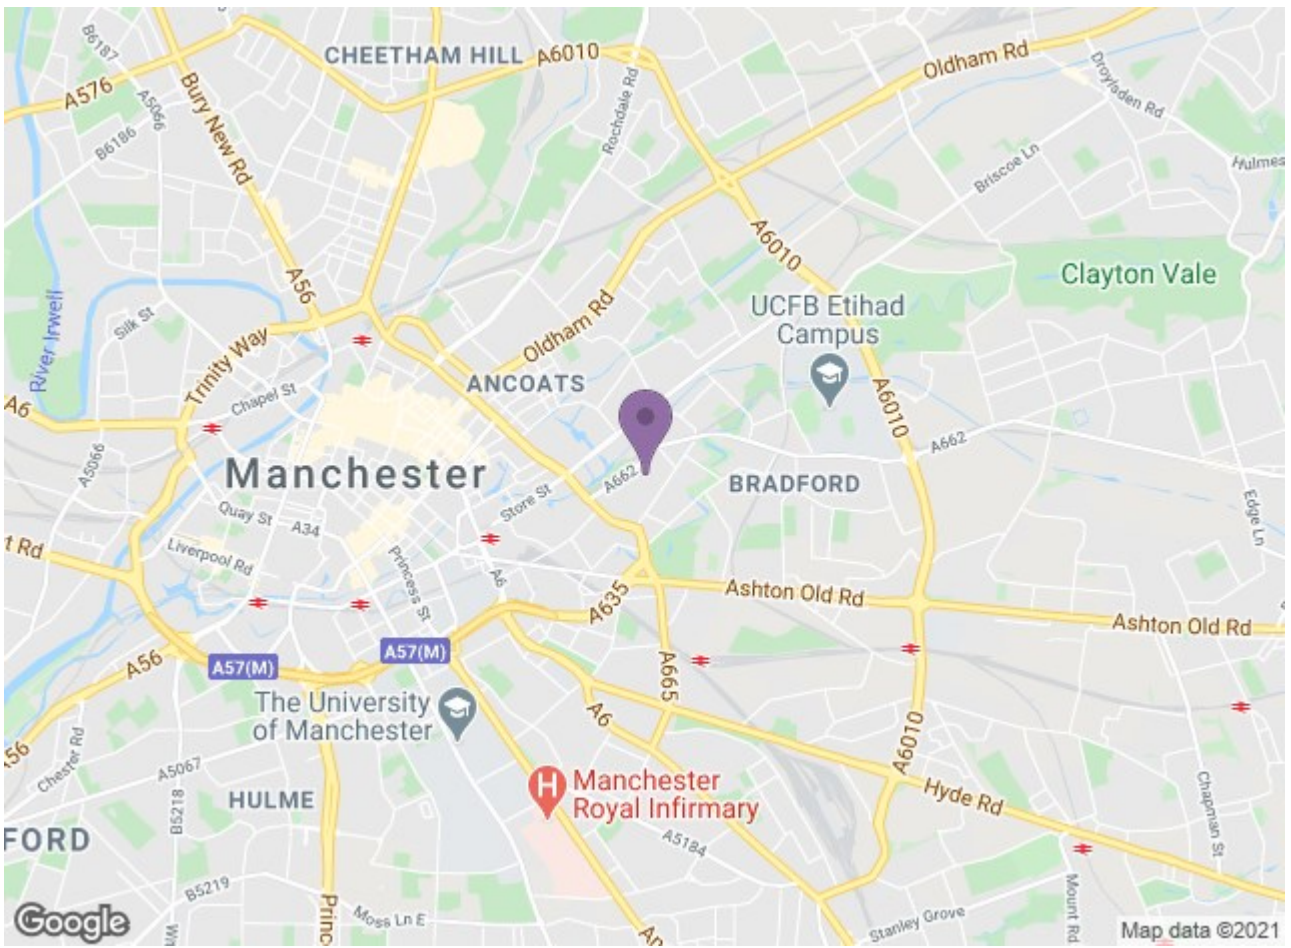 B6187
CHEETHAM HILL
A6010
Oldham Rd
A576
A5066
Bury New Rd
Rochdale Rd
Droylsden Rd
B6186
Briscoe Ln
Hulmes
A6010
Clayton Vale
A56
UCFB Etihad
Campus
River Irwell
Silk St
Oldham Rd
Trinity Way
ANCOATS
Chapel St
A6
A6010
A662
A5066
Manchester
A662
BRADFORD
Store St
Quay St
A34
Edge Ln
t Rd
Liverpool Rd
Princess St
A6
A635
Ashton Old Rd
Ashton Old Rd
A57(M)
A57(M)
A56
A665
The University
of Manchester
A6
56
Chester Rd
A6010
A5067
Manchester
Royal Infirmary
B5218
HULME
Hyde Rd
Chapman St
FORD
A5184
B5219
Princ
Moss Ln E
Mount Rd
Stanley Grove
Google
Map data ©2021